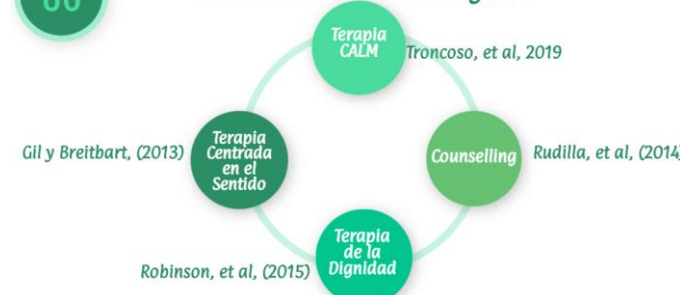 Terapia
CALM
Troncoso, et al, 2019
Gil y Breitbart, (2013)
Terapia
Centrada
en el
Sentido
Counselling
Rudilla, et al, (2014)
Terapia
de la
Dignidad
Robinson, et al, (2015)